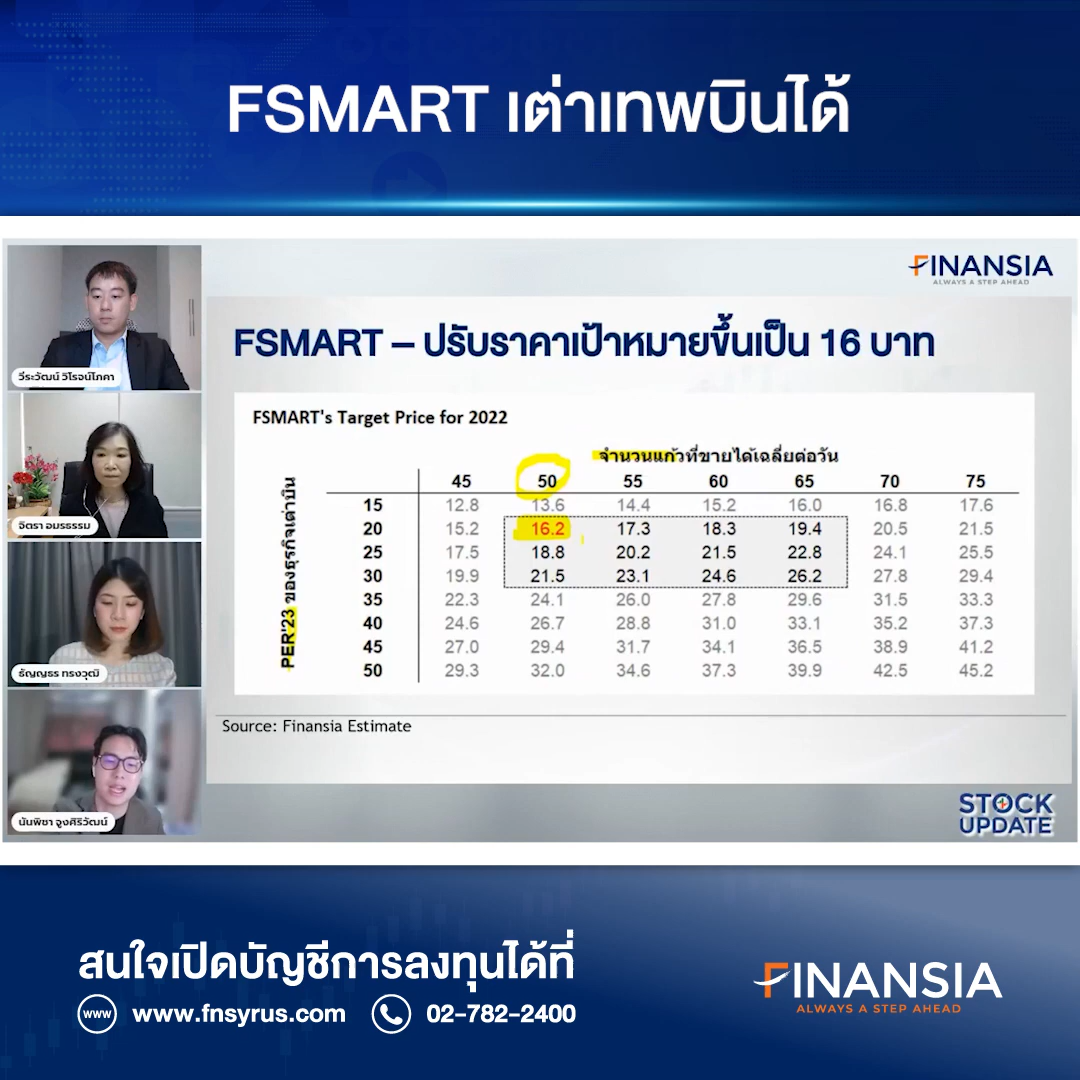 FSMART เต่าเทพบินได้
FINANSIA
ALWAYS A STEP AHEAD
FSMART – ปรับราคาเป้าหมายขึ้นเป็น 16 บาท
วีระวัฒน์ วิโรจน์โภคา
จิตรา อมรธรรม
ธัญญธร ทรงวุฒิ
นันพิชา จูงศิริวัฒน์
FSMART's Target Price for 2022
จำนวนแก้วที่ขายได้เฉลี่ยต่อวัน
PER'23 ของธุรกิจเต่าบิน
45 50 55 60 65 70 75
15 12.8 13.6 14.4 15.2 16.0 16.8 17.6
20 15.2 16.2 17.3 18.3 19.4 20.5 21.5
25 17.5 18.8 20.2 21.5 22.8 24.1 25.5
30 19.9 21.5 23.1 24.6 26.2 27.8 29.4
35 22.3 24.1 26.0 27.8 29.6 31.5 33.3
40 24.6 26.7 28.8 31.0 33.1 35.2 37.3
45 27.0 29.4 31.7 34.1 36.5 38.9 41.2
50 29.3 32.0 34.6 37.3 39.9 42.5 45.2
Source: Finansia Estimate
STOCK
UPDATE
สนใจเปิดบัญชีการลงทุนได้ที่
www www.fnsyrus.com 02-782-2400
FINANSIA
ALWAYS A STEP AHEAD